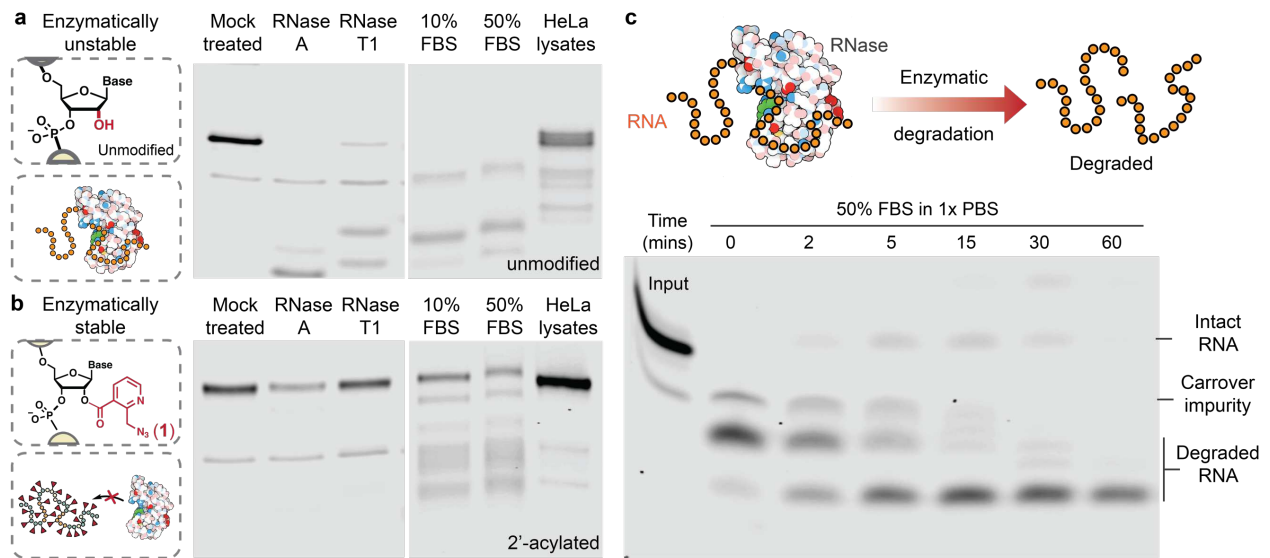 a
Enzymatically
unstable
Base
O
O
O
-O
P
O
OH
Unmodified
Mock
treated
RNase
A
RNase
T1
10%
FBS
50%
FBS
HeLa
lysates
unmodified
b
Enzymatically
stable
Base
O
O
O
O
-O
P
O
O
N
N3 (1)
Mock
treated
RNase
A
RNase
T1
10%
FBS
50%
FBS
HeLa
lysates
2'-acylated
c
RNase
RNA
Enzymatic
degradation
Degraded
Time
(mins)
50% FBS in 1x PBS
0 2 5 15 30 60
Input
Intact
RNA
Carrover
impurity
Degraded
RNA